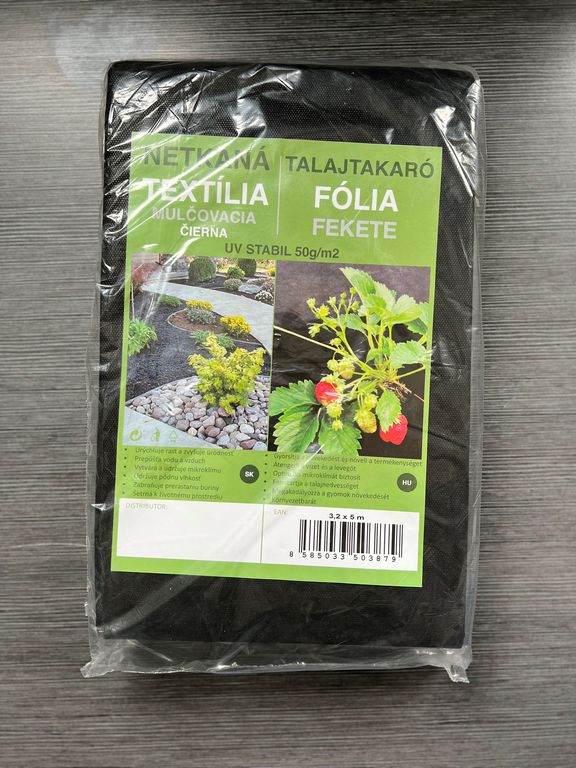 NETKANÁ
TEXTÍLIA
MULČOVACIA
ČIERNA
TALAJTAKARÓ
FÓLIA
FEKETE
UV STABIL 50g/m2
• Urýchľuje rast a zvyšuje úrodnosť
• Prepúšťa vodu a vzduch
• Vytvára a udržuje mikroklímu
• Udržuje pôdnu vlhkosť
• Zabraňuje prerastaniu buriny
• Šetrná k životnému prostrediu
SK
• Gyorsítja a növekedést és növeli a termékenységet
• Átengedi a vizet és a levegőt
mikroklímát biztosít
a talajnedvességet
Megakadályozza a gyomok növekedését
Környezetbarát
HU
DISTRIBUTOR:
EAN:
3,2 x 5 m
8 585033 503879